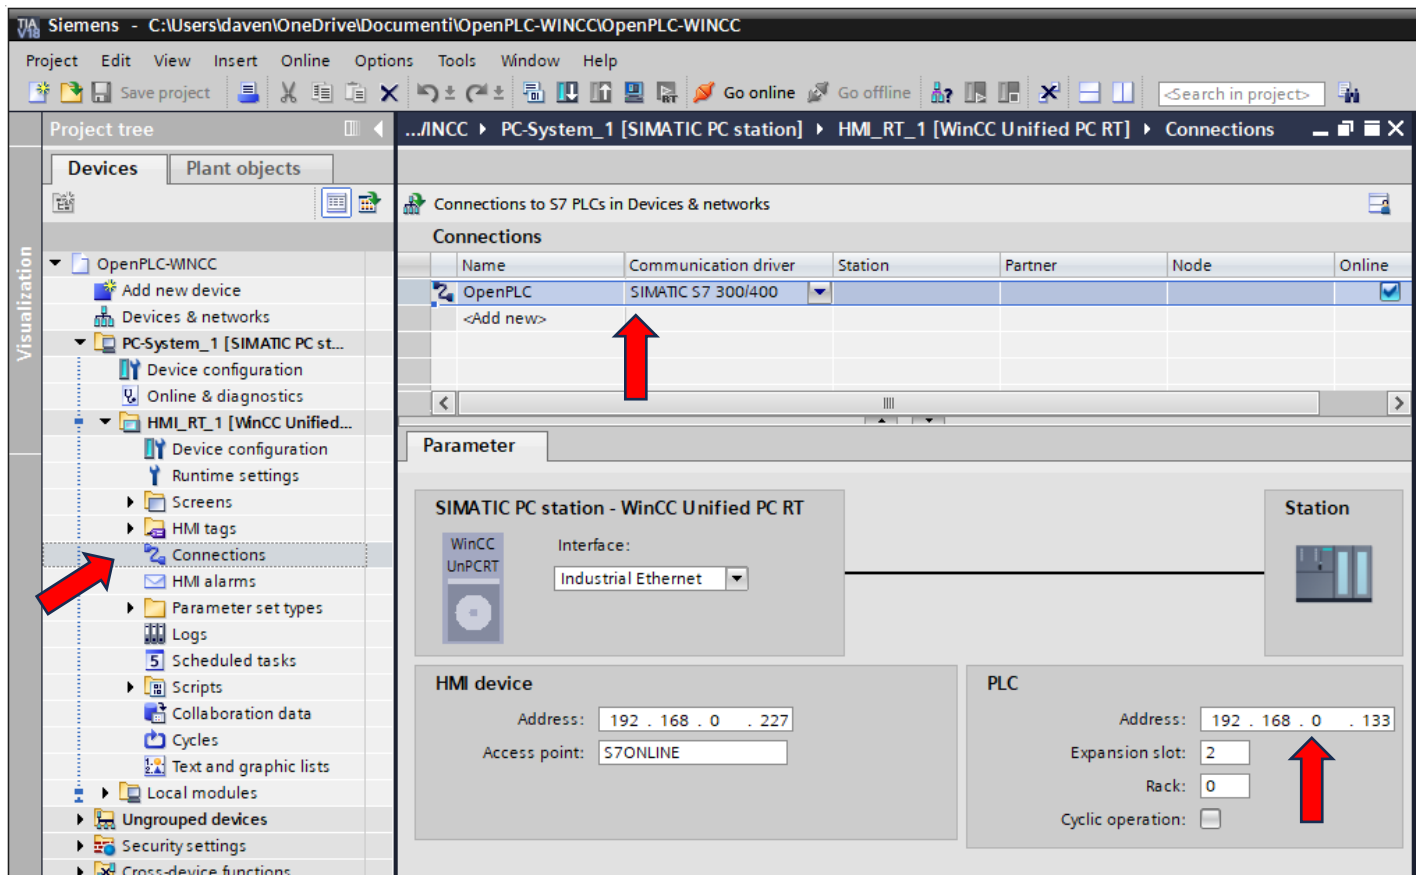 TIA V18 Siemens - C:\Users\daven\OneDrive\Documenti\OpenPLC-WINCC\OpenPLC-WINCC
Project Edit View Insert Online Options Tools Window Help
Save project Go online Go offline <Search in project>
Project tree
Devices Plant objects
Visualization
OpenPLC-WINCC
Add new device
Devices & networks
PC-System_1 [SIMATIC PC st...
Device configuration
Online & diagnostics
HMI_RT_1 [WinCC Unified...
Device configuration
Runtime settings
Screens
HMI tags
Connections
HMI alarms
Parameter set types
Logs
Scheduled tasks
Scripts
Collaboration data
Cycles
Text and graphic lists
Local modules
Ungrouped devices
Security settings
Cross-device functions
.../INCC PC-System_1 [SIMATIC PC station] HMI_RT_1 [WinCC Unified PC RT] Connections
Connections to S7 PLCs in Devices & networks
Connections
Name Communication driver Station Partner Node Online
OpenPLC SIMATIC S7 300/400
<Add new>
Parameter
SIMATIC PC station - WinCC Unified PC RT
WinCC
UnPCRT
Interface:
Industrial Ethernet
Station
HMI device
Address: 192 . 168 . 0 . 227
Access point: S7ONLINE
PLC
Address: 192 . 168 . 0 . 133
Expansion slot: 2
Rack: 0
Cyclic operation: